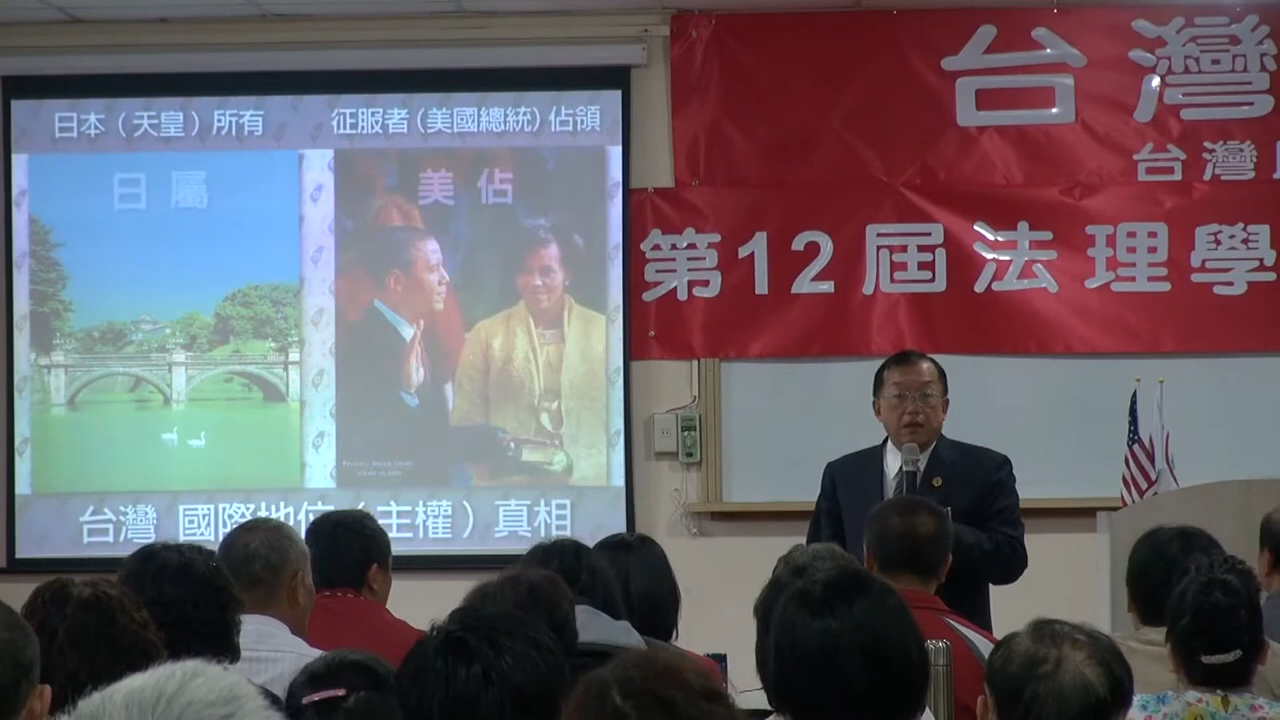 日本（天皇）所有
征服者（美國總統）佔領
日屬
美佔
台灣 國際地位（主權）真相
台灣
台灣
第12屆法理學